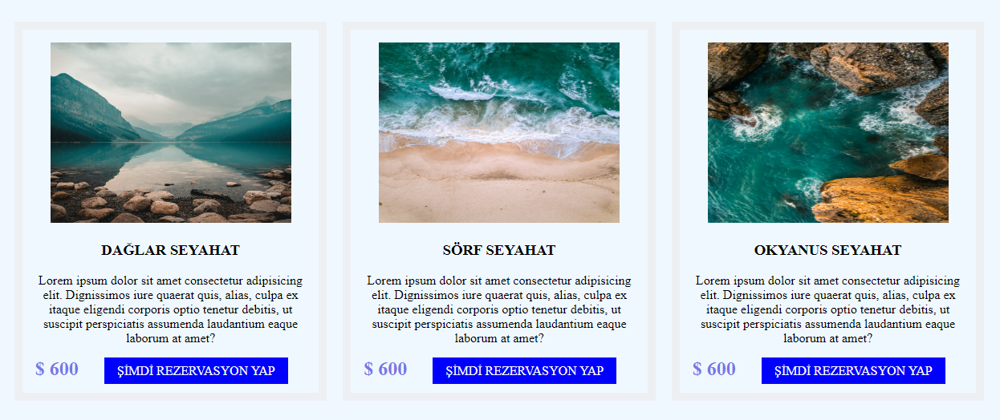 DAĞLAR SEYAHAT
Lorem ipsum dolor sit amet consectetur adipisicing
elit. Dignissimos iure quaerat quis, alias, culpa ex
itaque eligendi corporis optio tenetur debitis, ut
suscipit perspiciatis assumenda laudantium eaque
laborum at amet?
$ 600
ŞİMDİ REZERVASYON YAP
SÖRF SEYAHAT
Lorem ipsum dolor sit amet consectetur adipisicing
elit. Dignissimos iure quaerat quis, alias, culpa ex
itaque eligendi corporis optio tenetur debitis, ut
suscipit perspiciatis assumenda laudantium eaque
laborum at amet?
$ 600
ŞİMDİ REZERVASYON YAP
OKYANUS SEYAHAT
Lorem ipsum dolor sit amet consectetur adipisicing
elit. Dignissimos iure quaerat quis, alias, culpa ex
itaque eligendi corporis optio tenetur debitis, ut
suscipit perspiciatis assumenda laudantium eaque
laborum at amet?
$ 600
ŞİMDİ REZERVASYON YAP